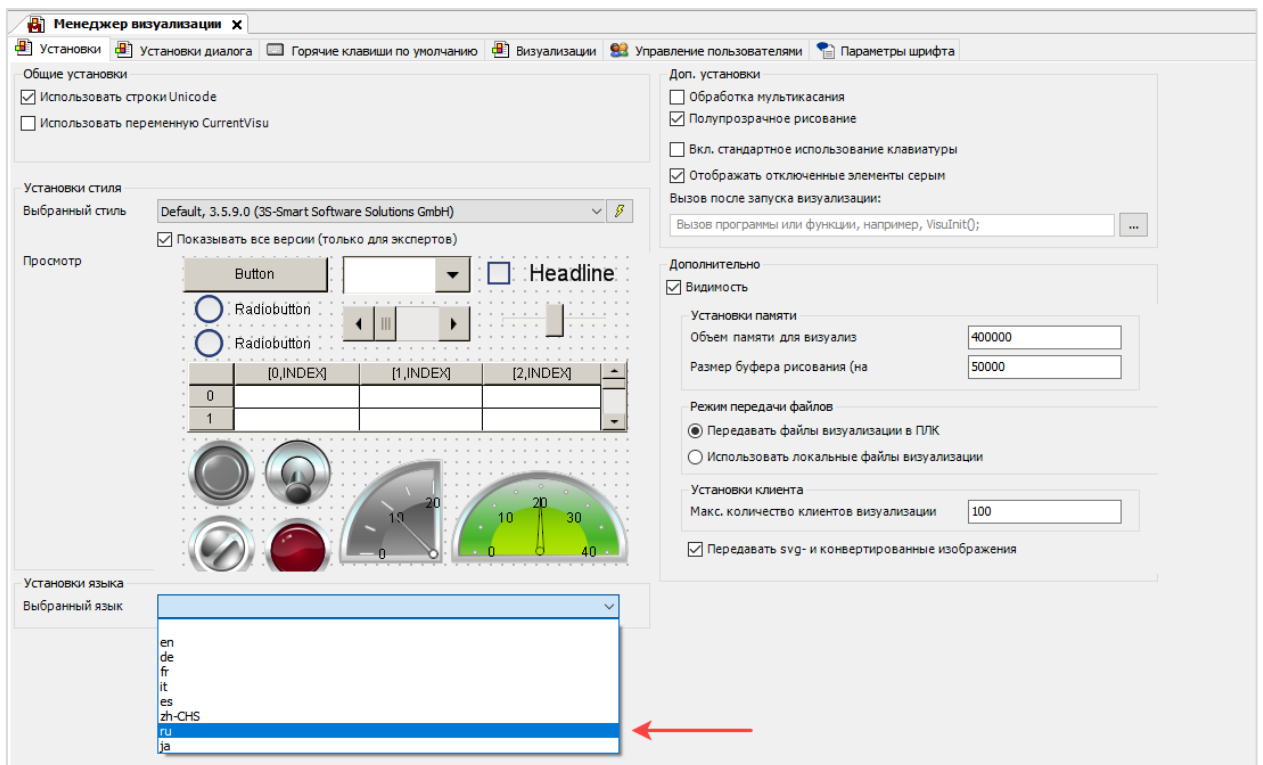 Менеджер визуализации X
Установки Установки диалога Горячие клавиши по умолчанию Визуализации Управление пользователями Параметры шрифта
Общие установки
Использовать строки Unicode
Использовать переменную CurrentVisu
Установки стиля
Выбранный стиль Default, 3.5.9.0 (3S-Smart Software Solutions GmbH)
Показывать все версии (только для экспертов)
Просмотр
Button
Headline
Radiobutton
Radiobutton
[0,INDEX] [1,INDEX] [2,INDEX]
0
1
0 10 20
0 10 20 30 40
Установки языка
Выбранный язык
en
de
fr
it
es
zh-CHS
ru
ja
Доп. установки
Обработка мультикасания
Полупрозрачное рисование
Вкл. стандартное использование клавиатуры
Отображать отключенные элементы серым
Вызов после запуска визуализации:
Вызов программы или функции, например, VisuInit(); ...
Дополнительно
Видимость
Установки памяти
Объем памяти для визуализ 400000
Размер буфера рисования (на 50000
Режим передачи файлов
Передавать файлы визуализации в ПЛК
Использовать локальные файлы визуализации
Установки клиента
Макс. количество клиентов визуализации 100
Передавать svg- и конвертированные изображения